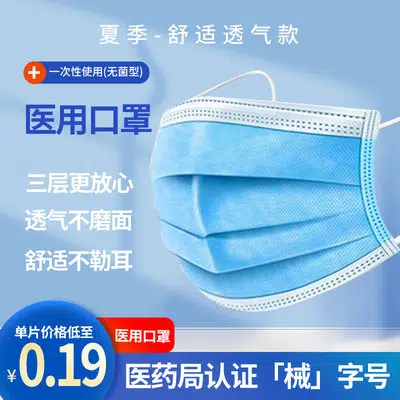 夏季-舒适透气款
一次性使用(无菌型)
医用口罩
三层更放心
透气不磨面
舒适不勒耳
单片价格低至
¥0.19
医用口罩
医药局认证「械」字号